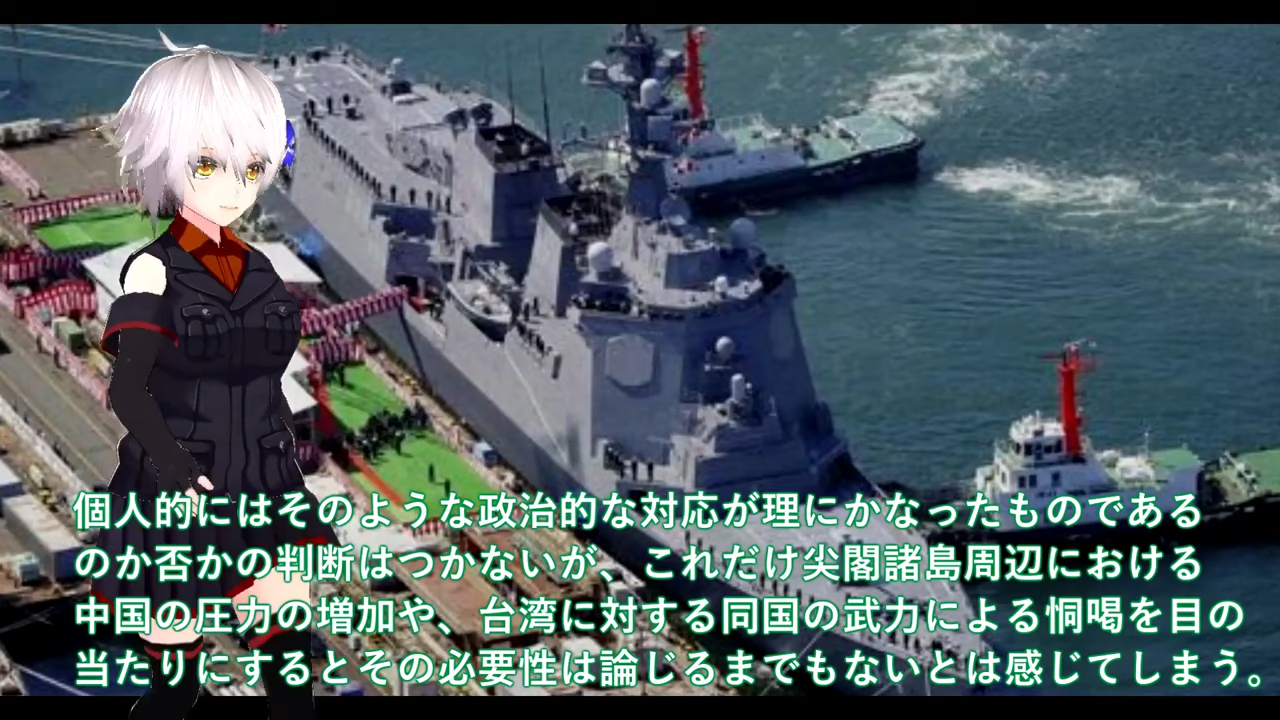 個人的にはそのような政治的な対応が理にかなったものである
のか否かの判断はつかないが、これだけ尖閣諸島周辺における
中国の圧力の増加や、台湾に対する同国の武力による恫喝を目の
当たりにするとその必要性は論じるまでもないとは感じてしまう。